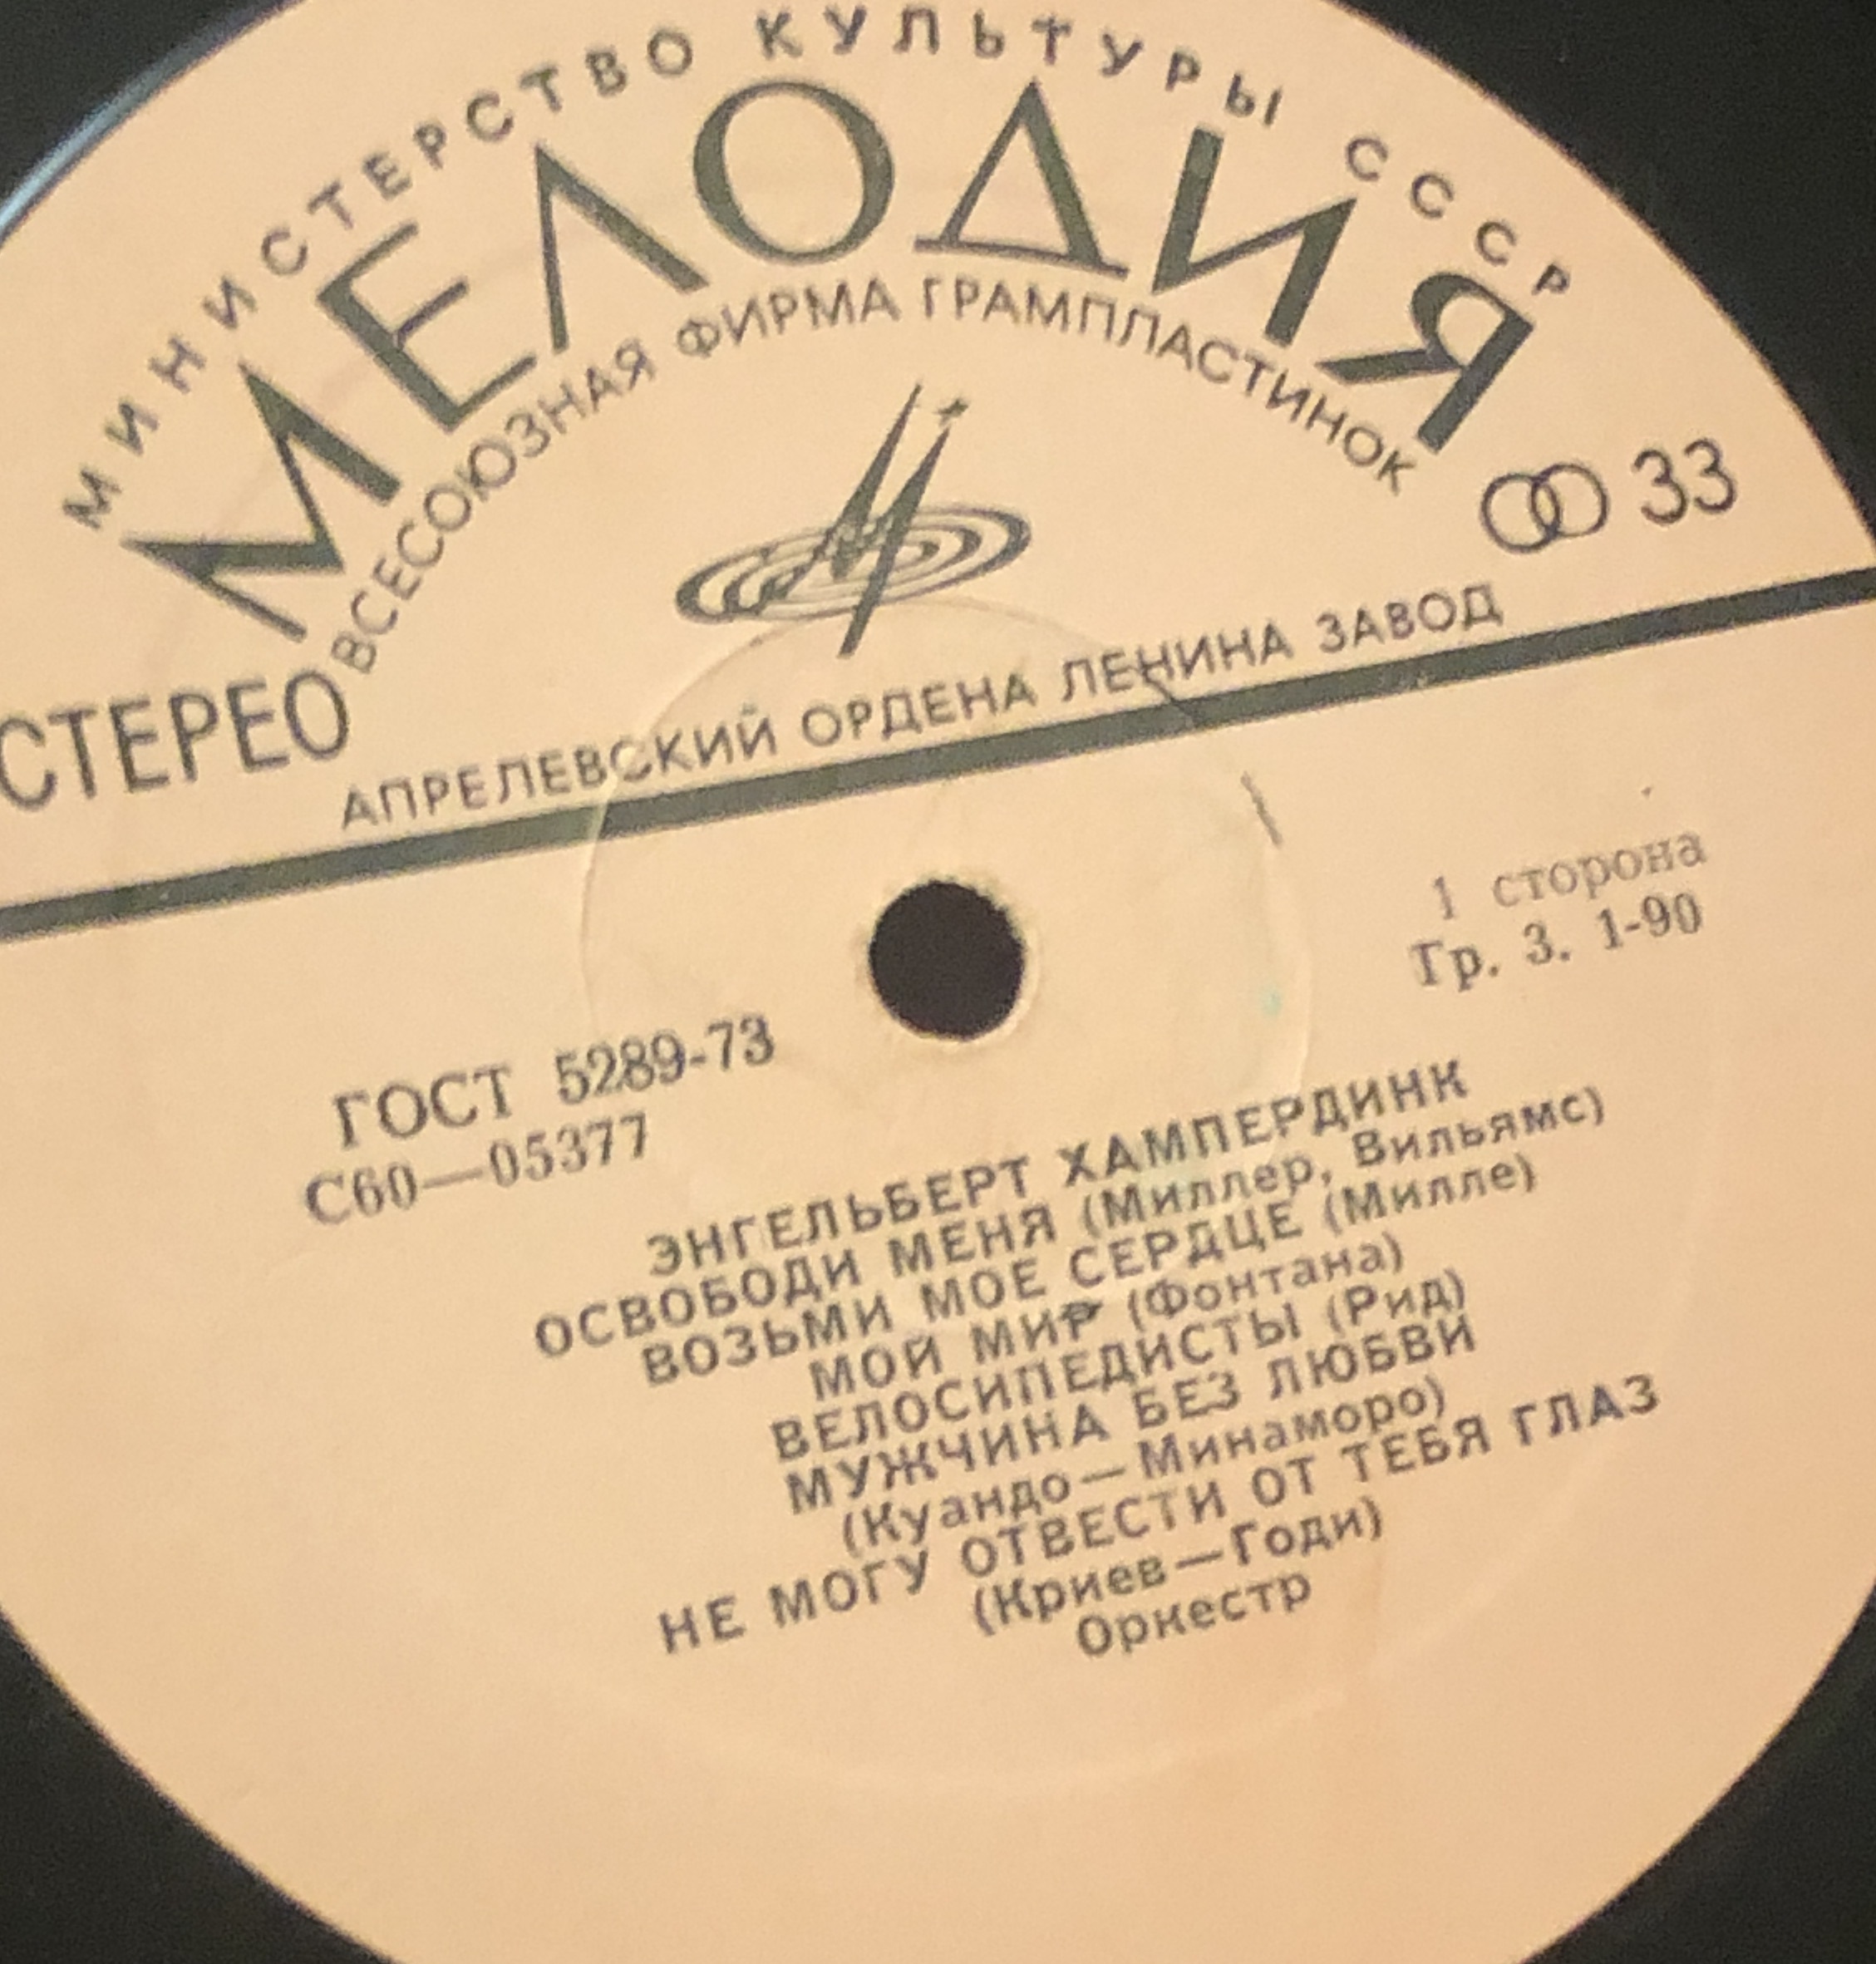 МИНИСТЕРСТВО КУЛЬТУРЫ СССР
МЕЛОДИЯ
ВСЕСОЮЗНАЯ ФИРМА ГРАМПЛАСТИНОК
33
СТЕРЕО
АПРЕЛЕВСКИЙ ОРДЕНА ЛЕНИНА ЗАВОД
1 сторона
Гр. 3. 1-90
ГОСТ 5289-73
С60—05377
ЭНГЕЛЬБЕРТ ХАМПЕРДИНК
ОСВОБОДИ МЕНЯ (Миллер, Вильямс)
ВОЗЬМИ МОЕ СЕРДЦЕ (Милле)
МОЙ МИР (Фонтана)
ВЕЛОСИПЕДИСТЫ (Рид)
МУЖЧИНА БЕЗ ЛЮБВИ
(Куандо—Минаморо)
НЕ МОГУ ОТВЕСТИ ОТ ТЕБЯ ГЛАЗ
(Криев—Годи)
Оркестр